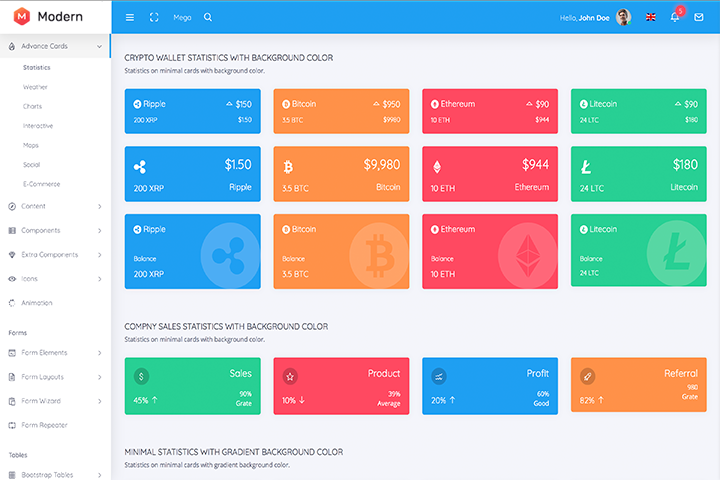 Modern
Mega
Hello, John Doe
5
Advance Cards
Statistics
Weather
Charts
Interactive
Maps
Social
E-Commerce
Content
Components
Extra Components
Icons
Animation
Forms
Form Elements
Form Layouts
Form Wizard
Form Repeater
Tables
Bootstrap Tables
CRYPTO WALLET STATISTICS WITH BACKGROUND COLOR
Statistics on minimal cards with background color.
Ripple $150
200 XRP $1.50
Bitcoin $950
3.5 BTC $9980
Ethereum $90
10 ETH $944
Litecoin $90
24 LTC $180
$1.50
200 XRP Ripple
$9,980
3.5 BTC Bitcoin
$944
10 ETH Ethereum
$180
24 LTC Litecoin
Ripple
Balance
200 XRP
Bitcoin
Balance
3.5 BTC
Ethereum
Balance
10 ETH
Litecoin
Balance
24 LTC
COMPNY SALES STATISTICS WITH BACKGROUND COLOR
Statistics on minimal cards with background color.
Sales
90%
45% ↑ Grate
Product
39%
10% ↓ Average
Profit
60%
20% ↑ Good
Referral
980
82% ↑ Grate
MINIMAL STATISTICS WITH GRADIENT BACKGROUND COLOR
Statistics on minimal cards with gradient background color.